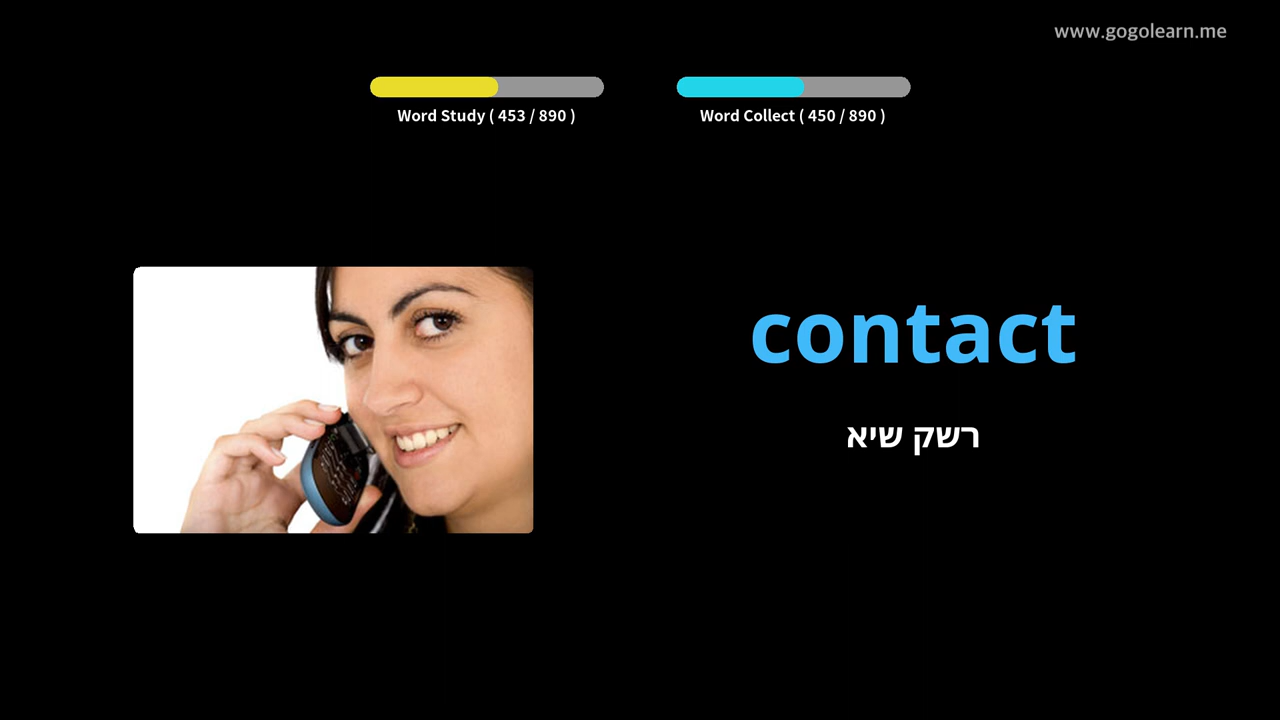 www.gogolearn.me
Word Study ( 453 / 890 )
Word Collect ( 450 / 890 )
contact
רשק שיא